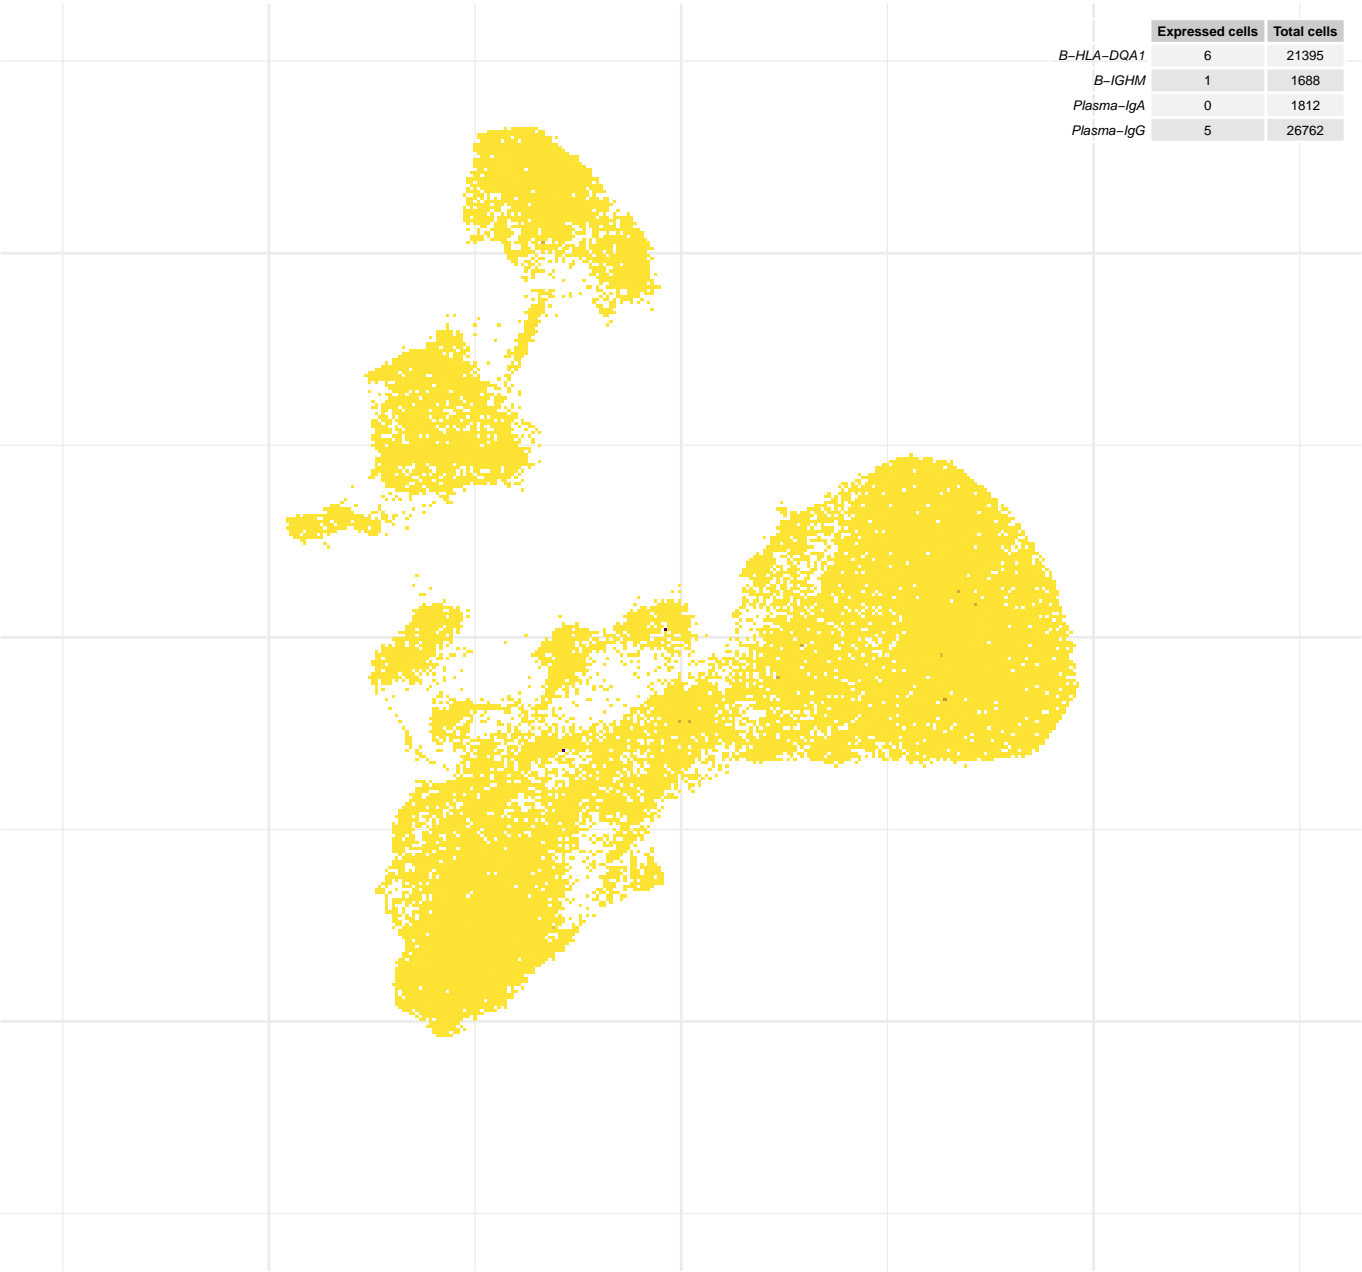 Expressed cells Total cells
B−HLA−DQA1 6 21395
B−IGHM 1 1688
Plasma−IgA 0 1812
Plasma−IgG 5 26762